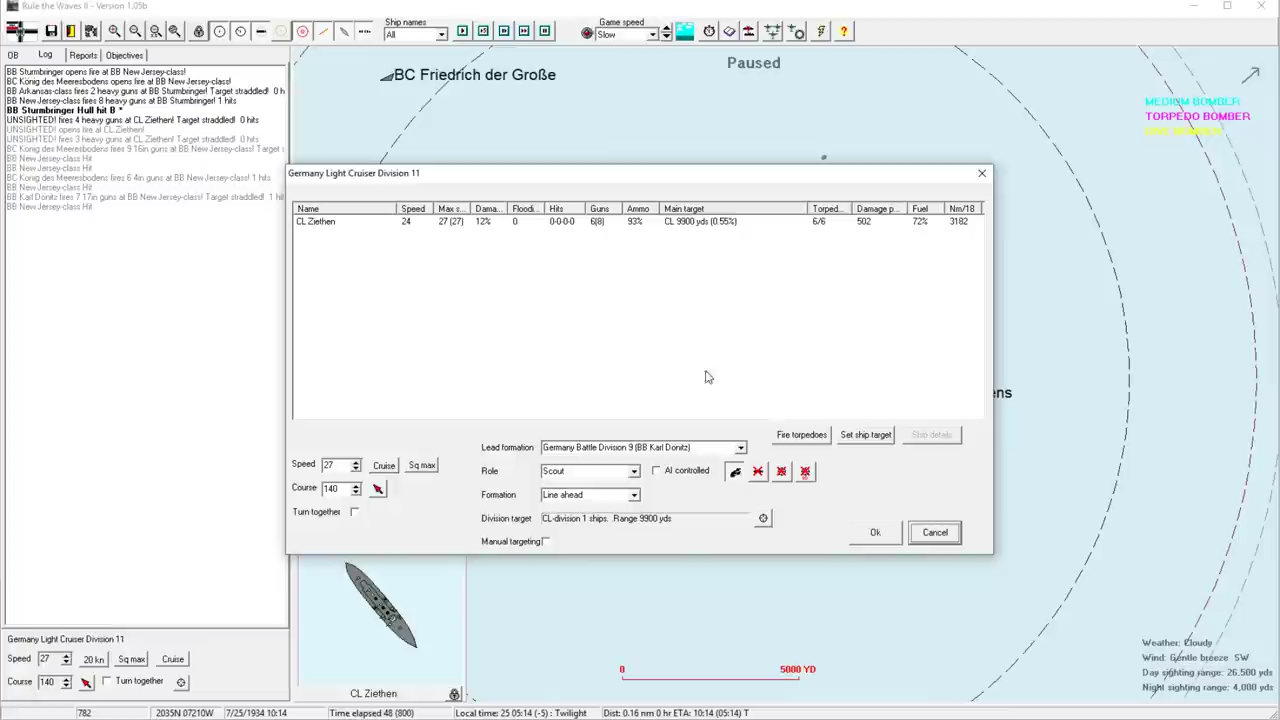 Rule the Waves II - Version 1.05b
Ship names
All
Game speed
Slow
OB Log Reports Objectives
BB Sturmbringer opens fire at BB New Jersey-class!
BC König des Meeresbodens opens fire at BB New Jersey-class!
BB Arkansas-class fires 2 heavy guns at BB Sturmbringer! Target straddled! 0 h
BB New Jersey-class fires 8 heavy guns at BB Sturmbringer! 1 hits
BB Sturmbringer Hull hit B *
UNSIGHTED! fires 4 heavy guns at CL Ziethen! Target straddled! 0 hits
UNSIGHTED! opens fire at CL Ziethen!
UNSIGHTED! fires 3 heavy guns at CL Ziethen! Target straddled! 0 hits
BC König des Meeresbodens fires 9 16in guns at BB New Jersey-class! Target s
BB New Jersey-class Hit
BB New Jersey-class Hit
BC König des Meeresbodens fires 6 4in guns at BB New Jersey-class! 1 hits
BB New Jersey-class Hit
BB Karl Dönitz fires 7 17in guns at BB New Jersey-class! Target straddled! 1 h
BB New Jersey-class Hit
Paused
BC Friedrich der Große
MEDIUM BOMBER
TORPEDO BOMBER
Germany Light Cruiser Division 11
Name Speed Max s... Dama... Floodi... Hits Guns Ammo Main target Torped... Damage p... Fuel Nm/18
CL Ziethen 24 27 (27) 12% 0 0-0-0-0 6(8) 93% CL 9900 yds (0.55%) 6/6 502 72% 3182
ens
Fire torpedoes Set ship target Ship details
Lead formation Germany Battle Division 9 (BB Karl Dönitz)
Speed 27 Cruise Sq max
Role Scout AI controlled
Course 140
Formation Line ahead
Turn together
Division target CL-division 1 ships. Range 9900 yds
Manual targeting
Ok Cancel
Germany Light Cruiser Division 11
Speed 27 20 kn Sq max Cruise
Course 140 Turn together
CL Ziethen
0 5000 YD
Weather: Cloudy
Wind: Gentle breeze SW
Day sighting range: 26,500 yards
Night sighting range: 4,000 yards
782 2035N 07210W 7/25/1934 10:14 Time elapsed 48 (800) Local time: 25 05:14 (-5) : Twilight Dist: 0.16 nm 0 hr ETA: 10:14 (05:14) T